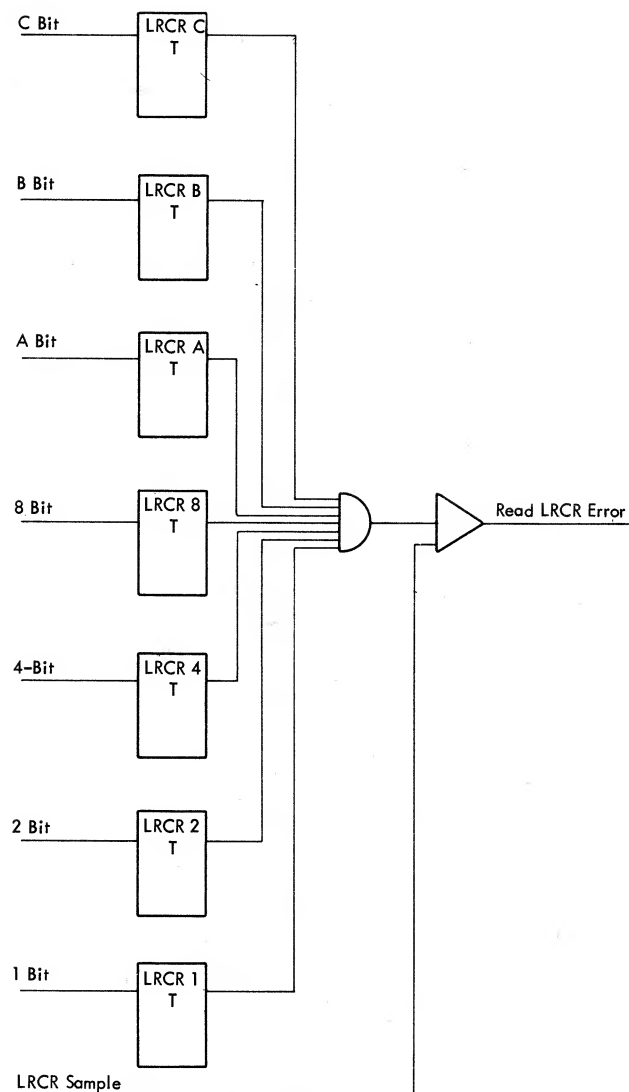 C Bit
LRCR C
T
B Bit
LRCR B
T
A Bit
LRCR A
T
8 Bit
LRCR 8
T
Read LRCR Error
4-Bit
LRCR 4
T
2 Bit
LRCR 2
T
1 Bit
LRCR 1
T
LRCR Sample